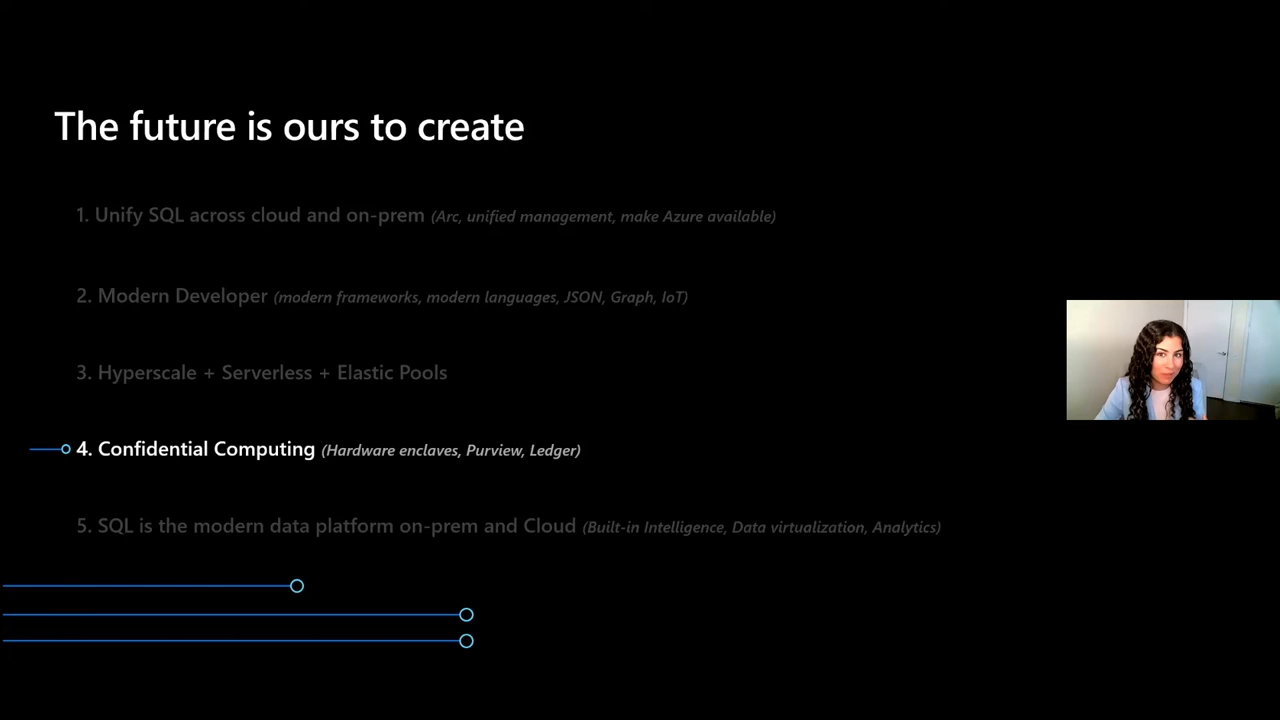 The future is ours to create
1. Unify SQL across cloud and on-prem (Arc, unified management, make Azure available)
2. Modern Developer (modern frameworks, modern languages, JSON, Graph, IoT)
3. Hyperscale + Serverless + Elastic Pools
4. Confidential Computing (Hardware enclaves, Purview, Ledger)
5. SQL is the modern data platform on-prem and Cloud (Built-in Intelligence, Data virtualization, Analytics)